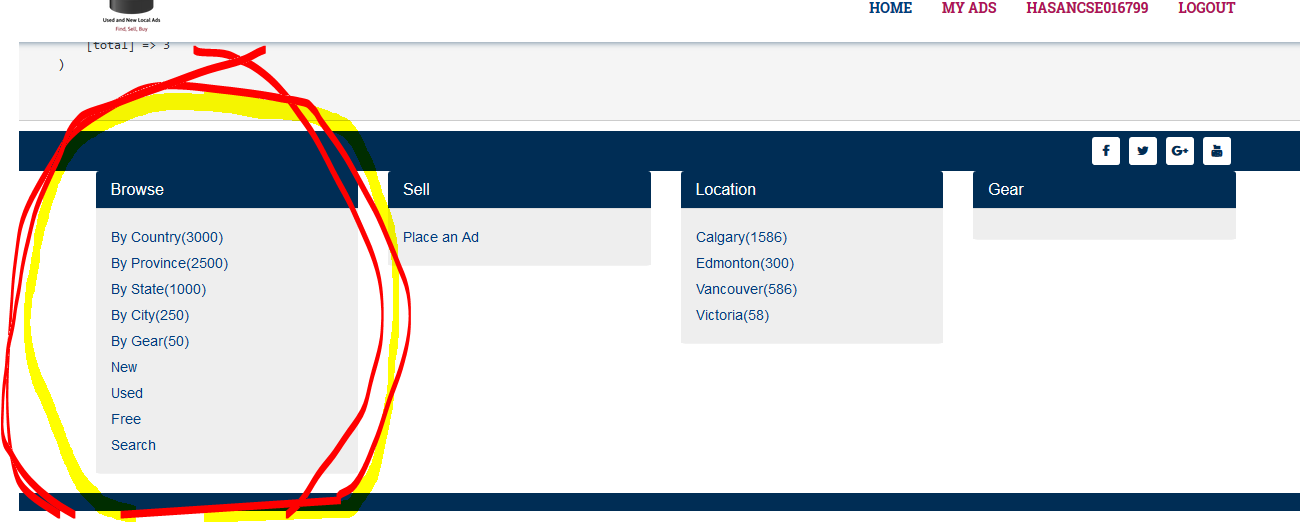 Used and New Local Ads
Find, Sell, Buy
HOME MY ADS HASANCSE016799 LOGOUT
[total] => 3
)
Browse
By Country(3000)
By Province(2500)
By State(1000)
By City(250)
By Gear(50)
New
Used
Free
Search
Sell
Place an Ad
Location
Calgary(1586)
Edmonton(300)
Vancouver(586)
Victoria(58)
Gear